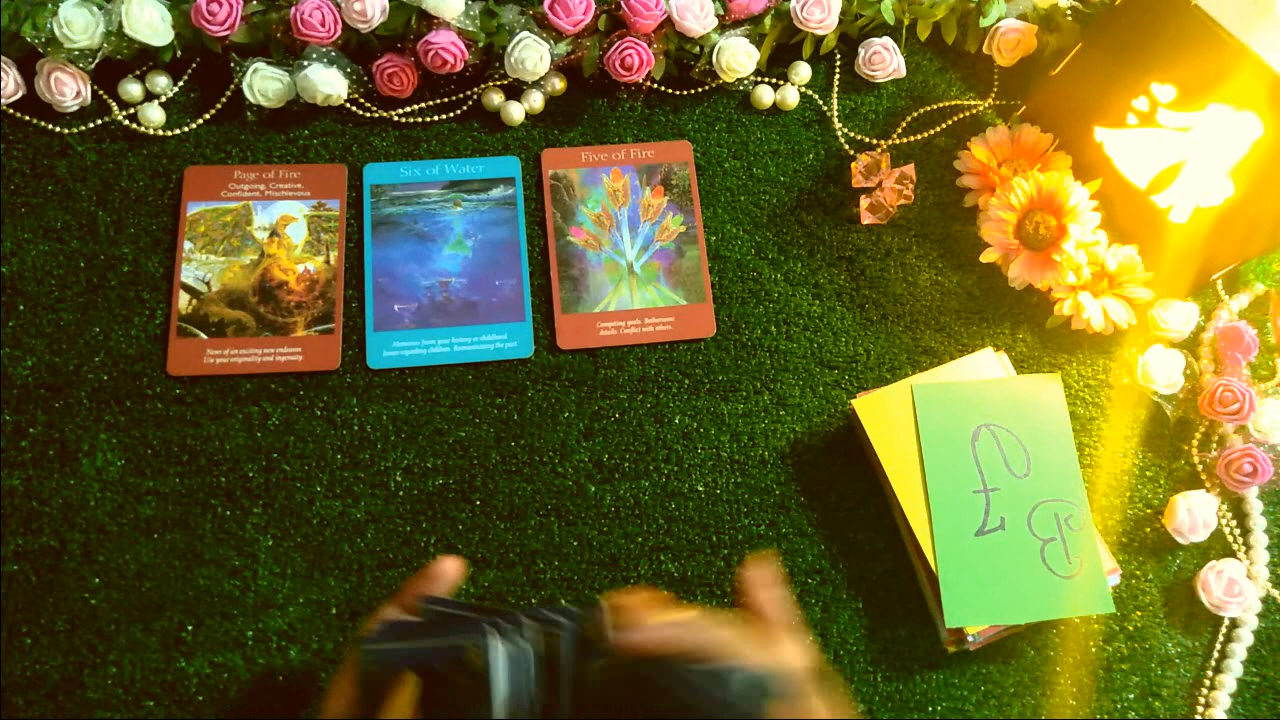 Page of Fire
Outgoing, Creative,
Confident, Mischievous
News of an exciting new endeavor.
Use your originality and ingenuity.
Six of Water
Memories from your history or childhood.
Issues regarding children. Reexamining the past.
Five of Fire
Competing goals. Bothersome
details. Conflict with others.
B